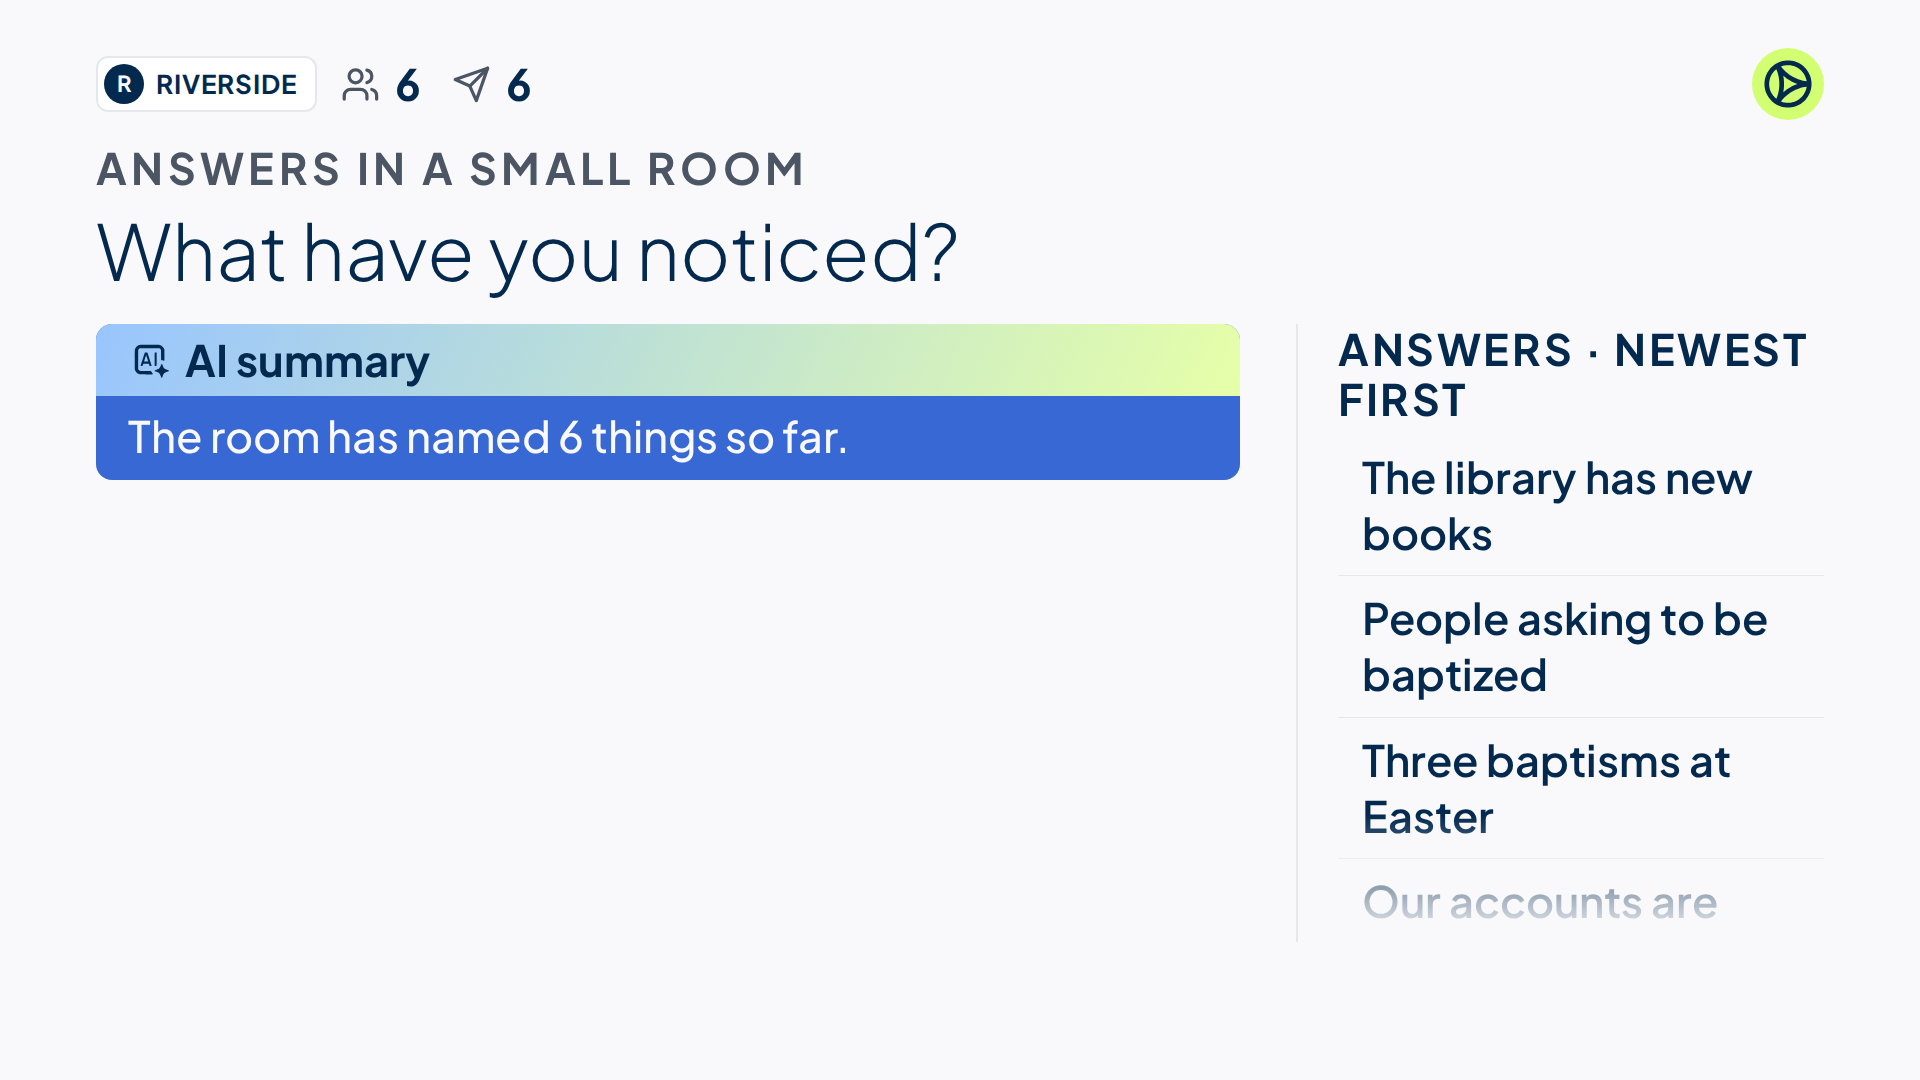 R RIVERSIDE 6 6
ANSWERS IN A SMALL ROOM
What have you noticed?
AI AI summary
The room has named 6 things so far.
ANSWERS · NEWEST
FIRST
The library has new
books
People asking to be
baptized
Three baptisms at
Easter
Our accounts are